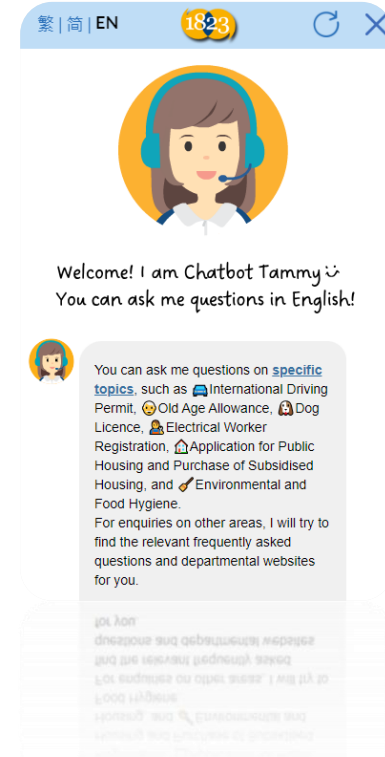 繁 | 简 | EN
1823
Welcome! I am Chatbot Tammy
You can ask me questions in English!
You can ask me questions on specific
topics, such as 🚘International Driving
Permit, 🧓Old Age Allowance, 🐶Dog
Licence, 👩‍🔧Electrical Worker
Registration, 🏠Application for Public
Housing and Purchase of Subsidised
Housing, and 🧹Environmental and
Food Hygiene.
For enquiries on other areas, I will try to
find the relevant frequently asked
questions and departmental websites
for you.